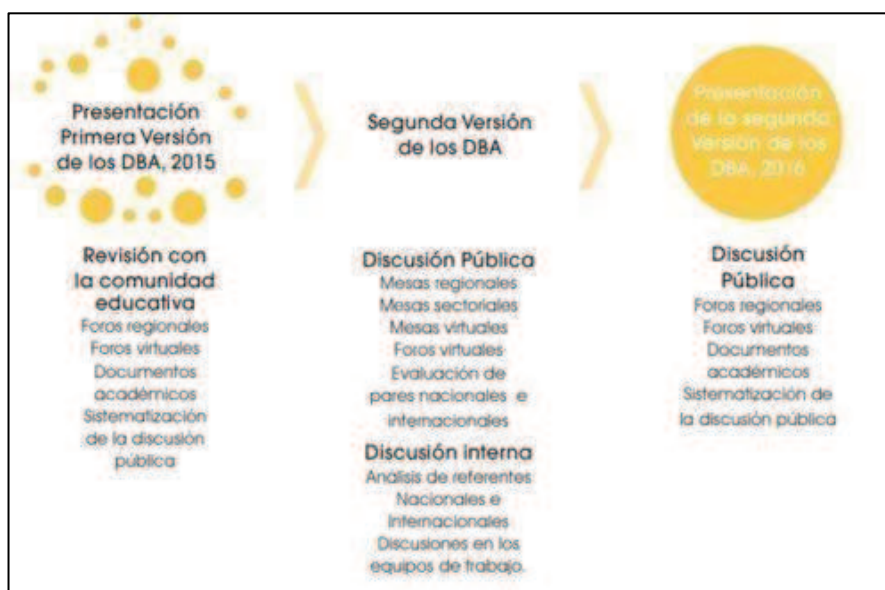 Presentación
Primera Versión
de los DBA, 2015
Revisión con
la comunidad
educativa
Foros regionales
Foros virtuales
Documentos
académicos
Sistematización
de la discusión
pública
Segunda Versión
de los DBA
Discusión Pública
Mesas regionales
Mesas sectoriales
Mesas virtuales
Foros virtuales
Evaluación de
pares nacionales e
internacionales
Discusión interna
Análisis de referentes
Nacionales e
Internacionales
Discusiones en los
equipos de trabajo.
Presentación
de la segunda
Versión de los
DBA, 2016
Discusión
Pública
Foros regionales
Foros virtuales
Documentos
académicos
Sistematización de
la discusión pública